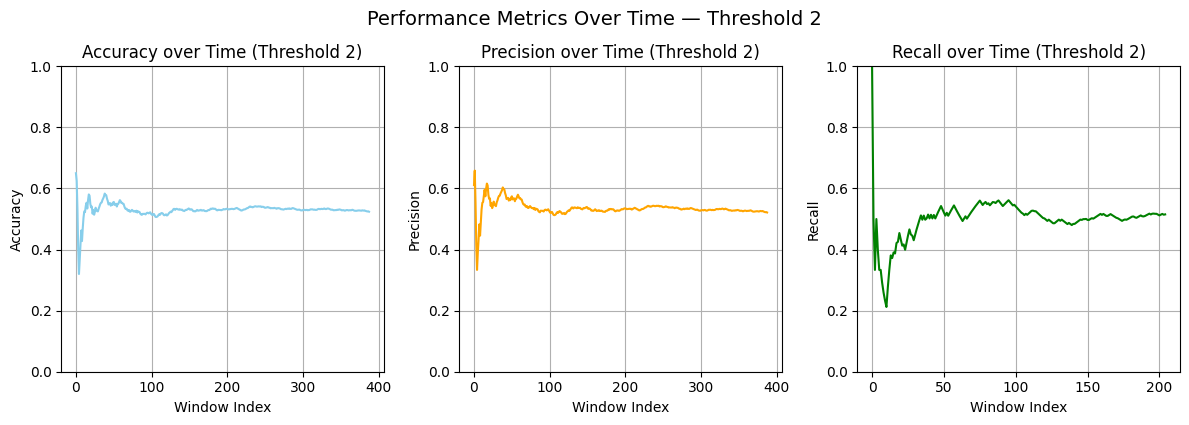 Performance Metrics Over Time — Threshold 2
Accuracy over Time (Threshold 2)
1.0
0.8
0.6
0.4
0.2
0.0
Accuracy
0 100 200 300 400
Window Index
Precision over Time (Threshold 2)
1.0
0.8
0.6
0.4
0.2
0.0
Precision
0 100 200 300 400
Window Index
Recall over Time (Threshold 2)
1.0
0.8
0.6
0.4
0.2
0.0
Recall
0 50 100 150 200
Window Index